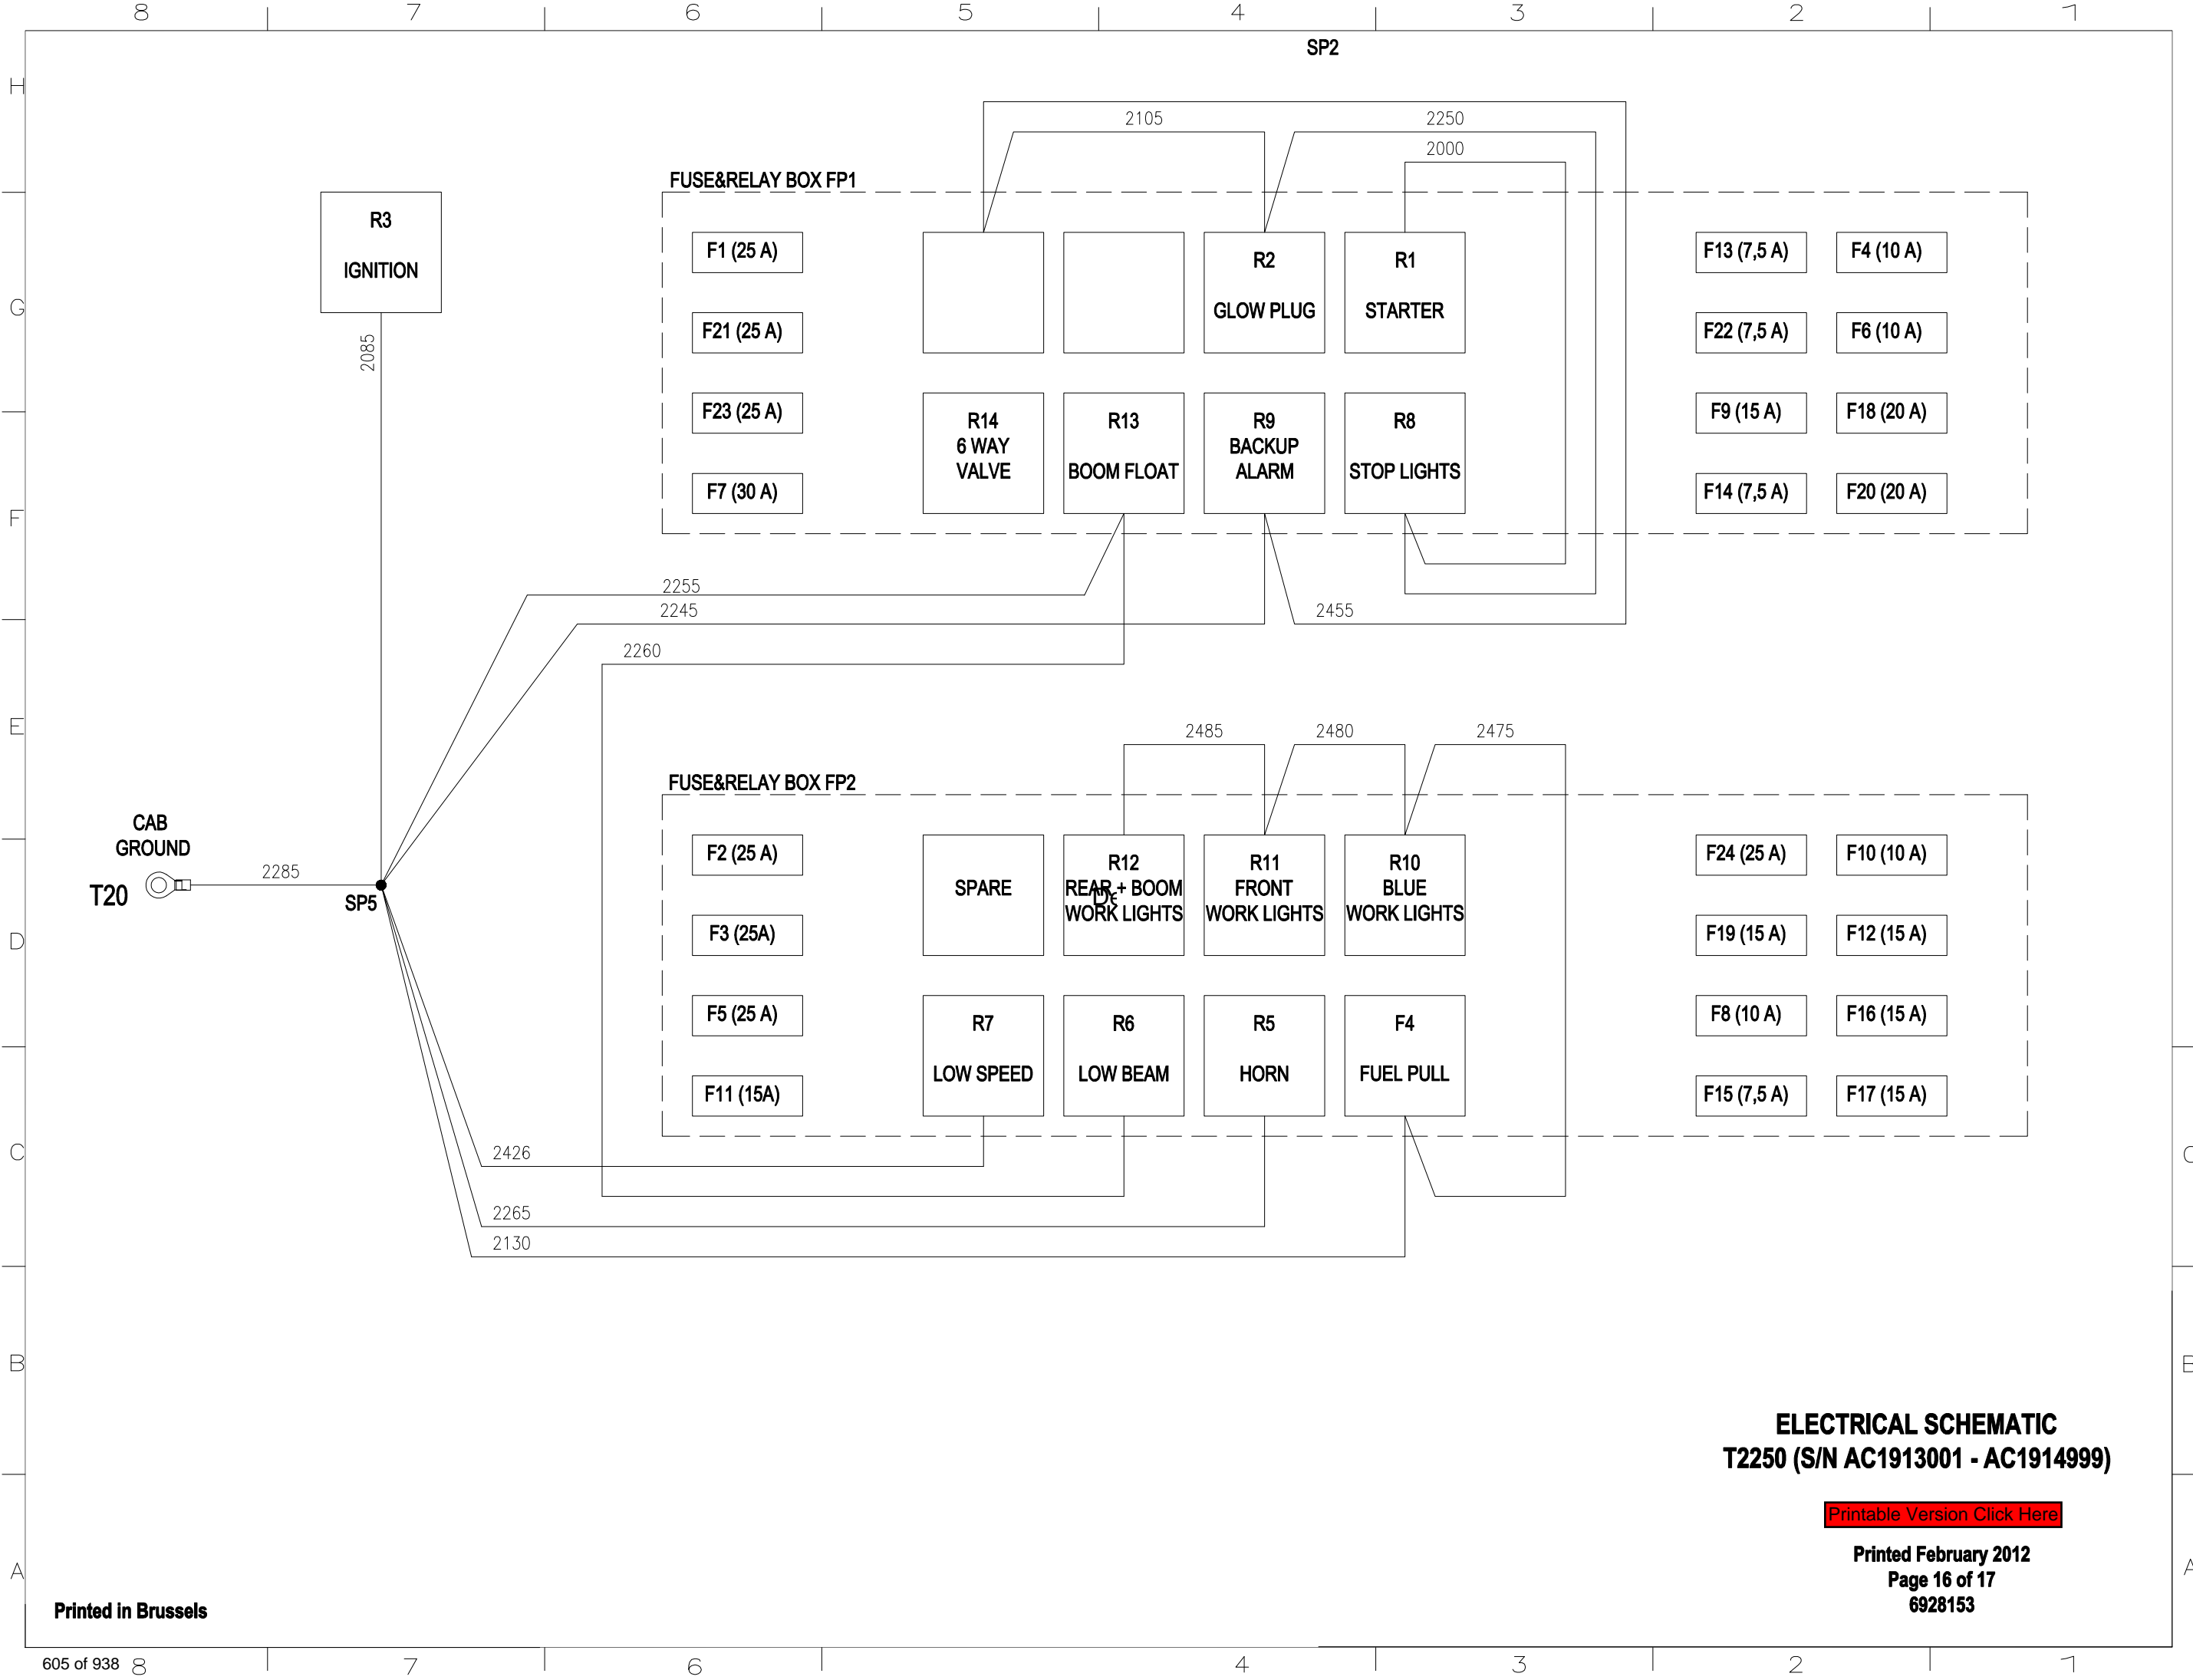 8 7 6 5 4 3 2 1
SP2
H
2105
2250
2000
FUSE&RELAY BOX FP1
R3
IGNITION
F1 (25 A)
R2
GLOW PLUG
R1
STARTER
F13 (7,5 A)
F4 (10 A)
G
2085
F21 (25 A)
F22 (7,5 A)
F6 (10 A)
F23 (25 A)
R14
6 WAY
VALVE
R13
BOOM FLOAT
R9
BACKUP
ALARM
R8
STOP LIGHTS
F9 (15 A)
F18 (20 A)
F7 (30 A)
F14 (7,5 A)
F20 (20 A)
F
2255
2245
2455
2260
E
2485
2480
2475
FUSE&RELAY BOX FP2
CAB
GROUND
T20
2285
SP5
F2 (25 A)
SPARE
R12
REAR + BOOM
WORK LIGHTS
R11
FRONT
WORK LIGHTS
R10
BLUE
WORK LIGHTS
F24 (25 A)
F10 (10 A)
D
F3 (25A)
F19 (15 A)
F12 (15 A)
F5 (25 A)
R7
LOW SPEED
R6
LOW BEAM
R5
HORN
F4
FUEL PULL
F8 (10 A)
F16 (15 A)
F11 (15A)
F15 (7,5 A)
F17 (15 A)
C
2426
2265
2130
B
ELECTRICAL SCHEMATIC
T2250 (S/N AC1913001 - AC1914999)
Printable Version Click Here
Printed February 2012
A
Page 16 of 17
6928153
Printed in Brussels
605 of 938
8 7 6 4 3 2 1